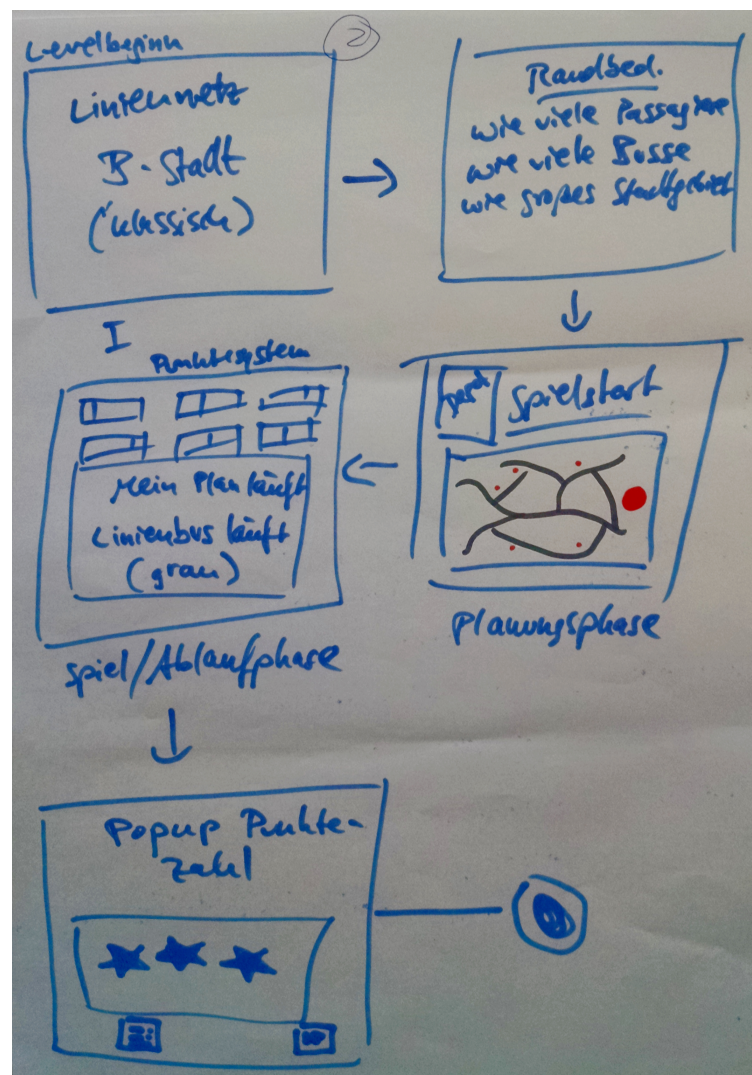 Levelbeginn
2
Liniennetz
B-Stadt
(klassisch)
Randbed.
wie viele Passagiere
wie viele Busse
wie großes Stadtgebiet
I
Spielstart
Planungsphase
Punktesystem
Mein Plan läuft
Linienbus läuft
(grau)
Spiel/Ablaufphase
Popup Punkte-
zahl